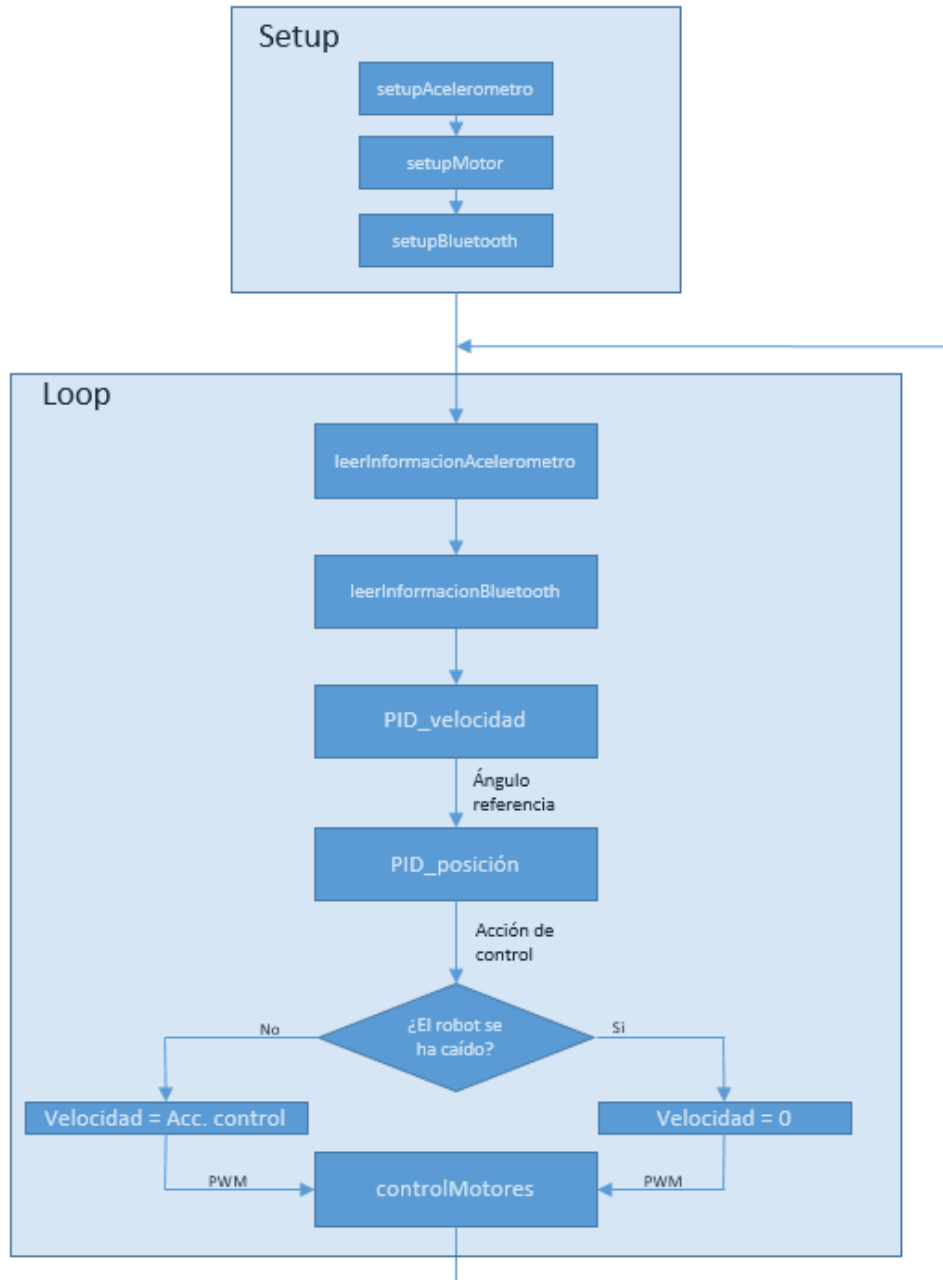 Setup
setupAcelerometro
setupMotor
setupBluetooth
Loop
leerInformacionAcelerometro
leerInformacionBluetooth
PID_velocidad
Ángulo
referencia
PID_posición
Acción de
control
¿El robot se
ha caído?
No
Si
Velocidad = Acc. control
Velocidad = 0
PWM
controlMotores
PWM